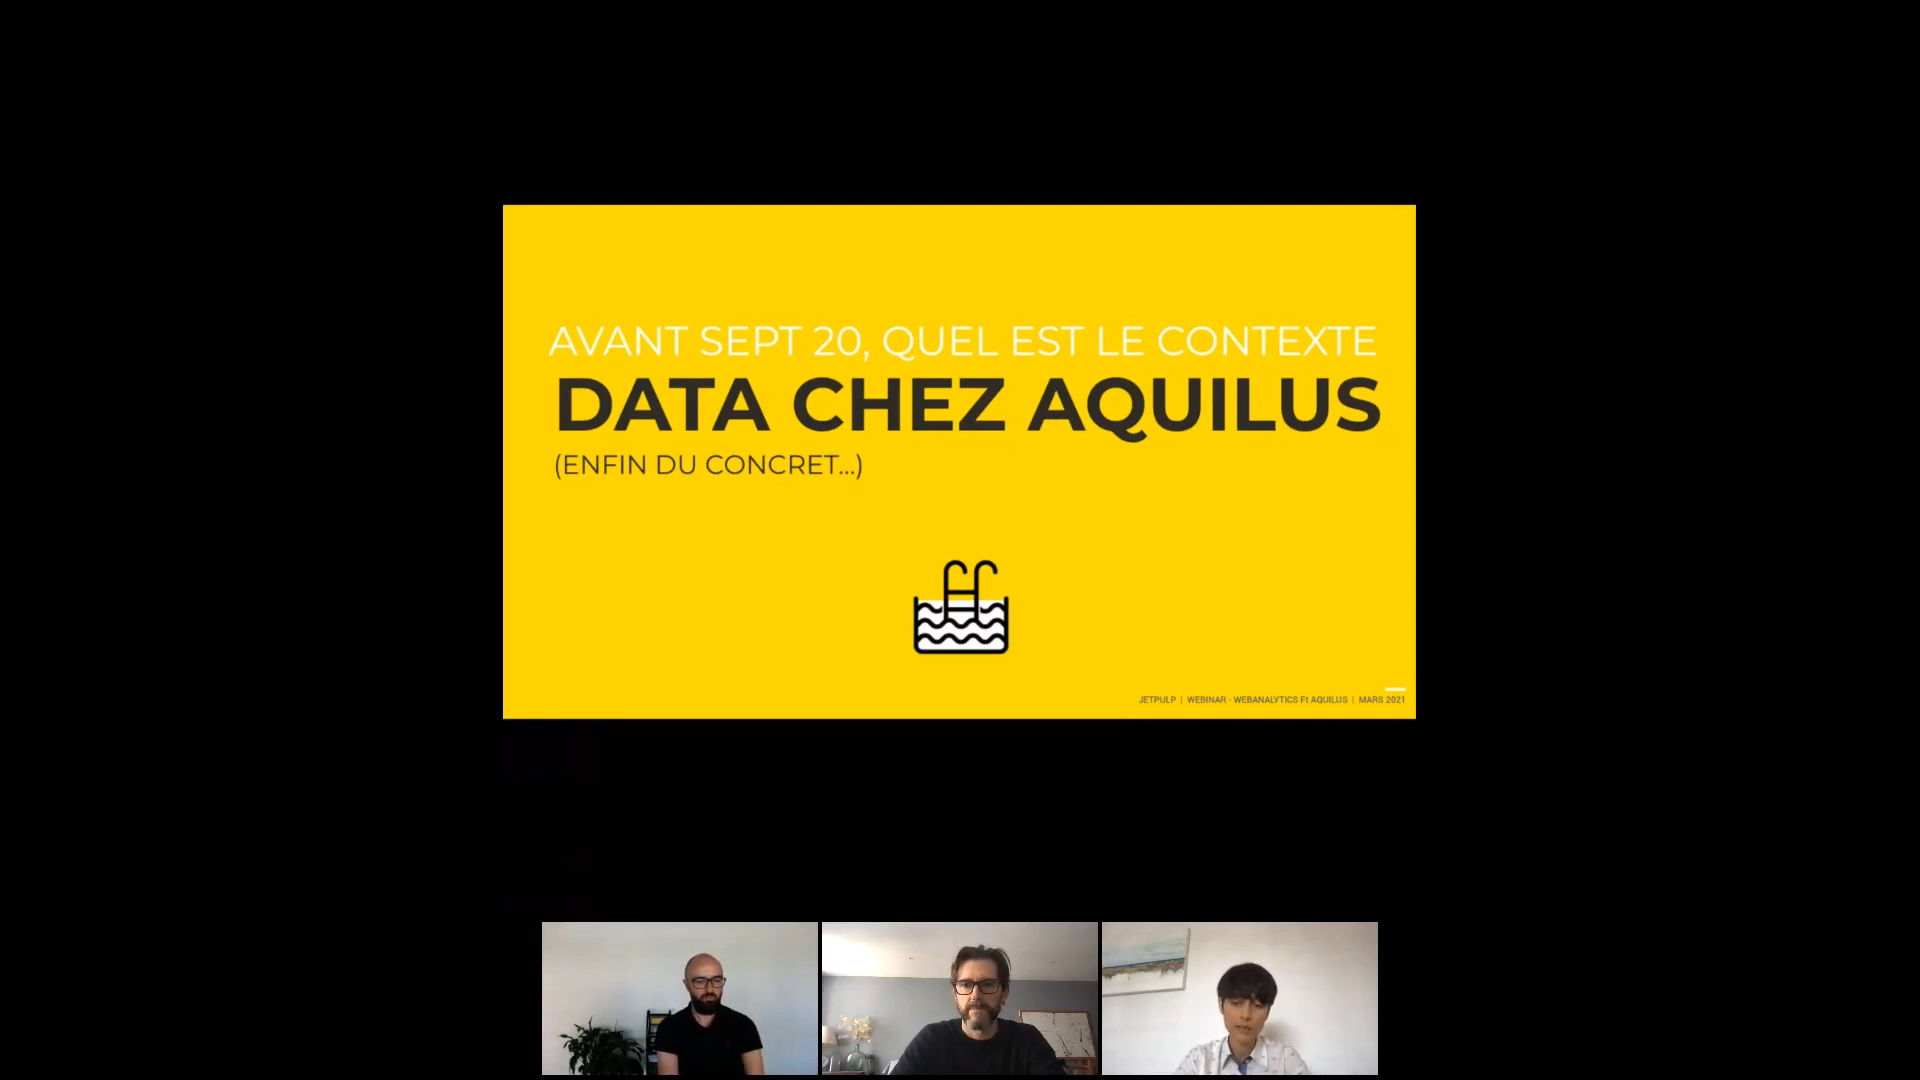 AVANT SEPT 20, QUEL EST LE CONTEXTE
DATA CHEZ AQUILUS
(ENFIN DU CONCRET...)
JETPULP | WEBINAR - WEBANALYTICS Ft AQUILUS | MARS 2021